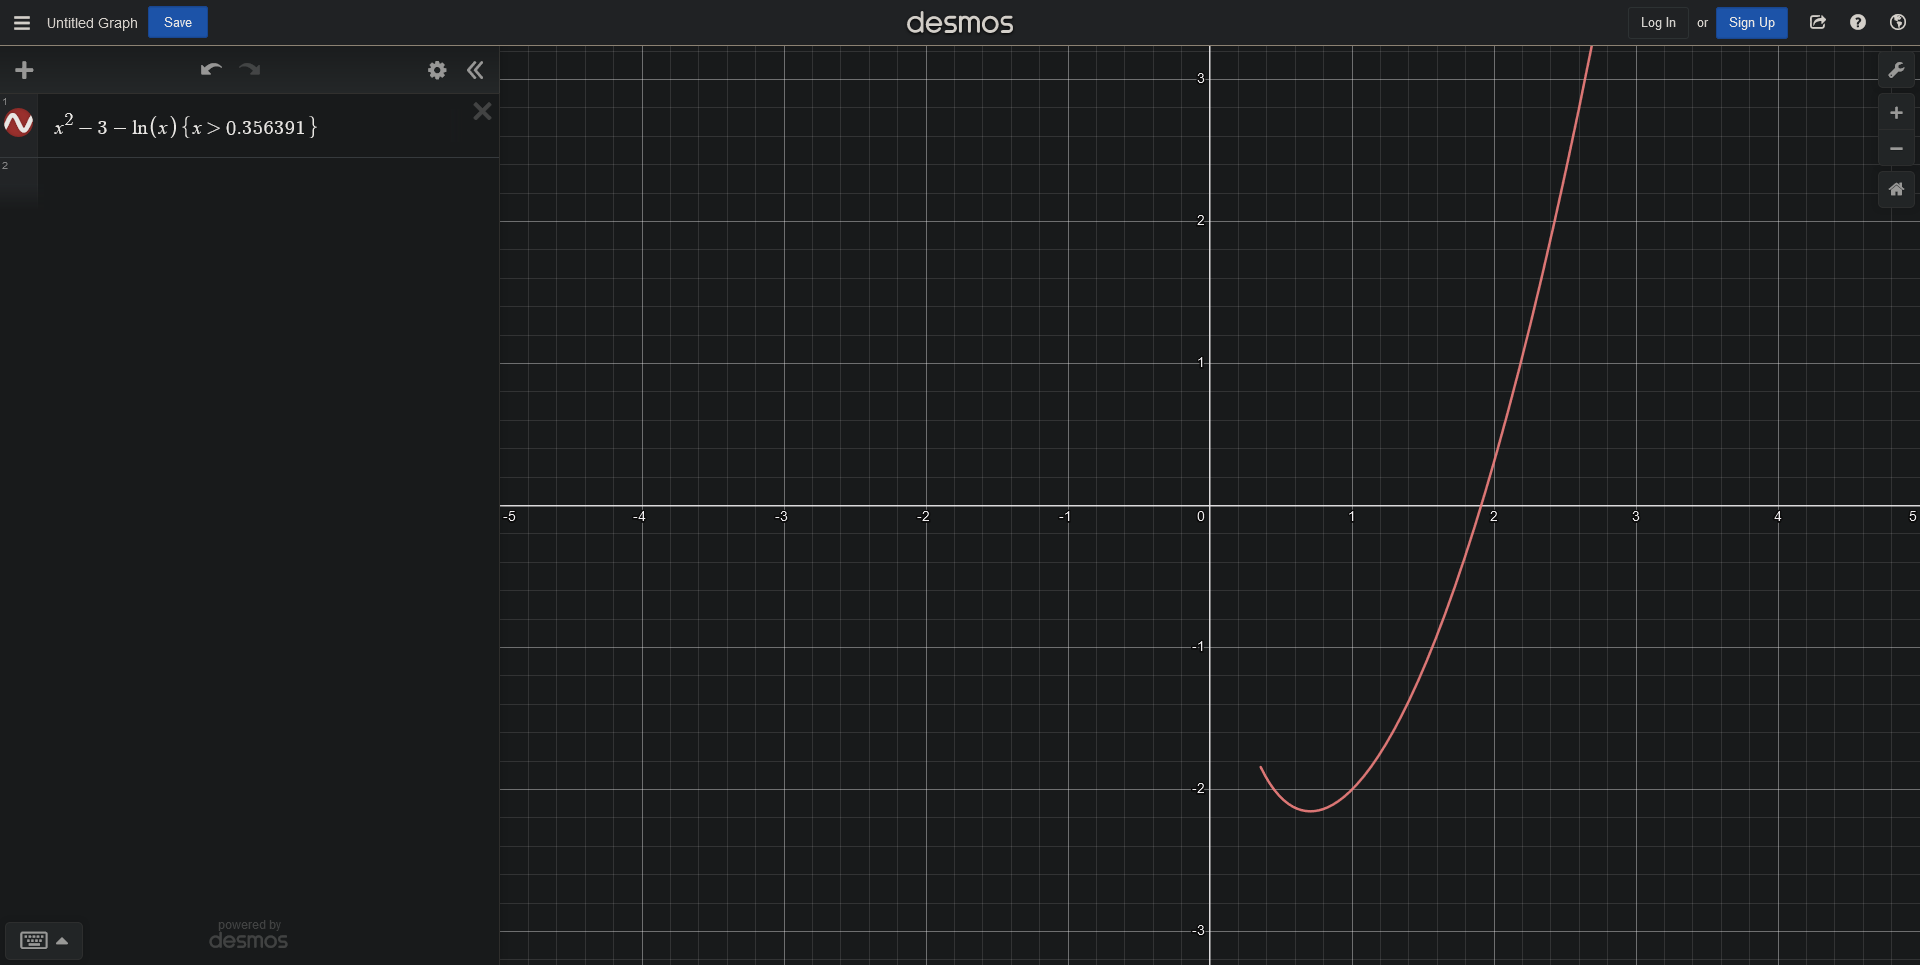 Untitled Graph Save desmos Log In or Sign Up
1
x² − 3 − ln(x) {x > 0.356391}
2
3
2
1
-5 -4 -3 -2 -1 0 1 2 3 4 5
-1
-2
-3
powered by
desmos